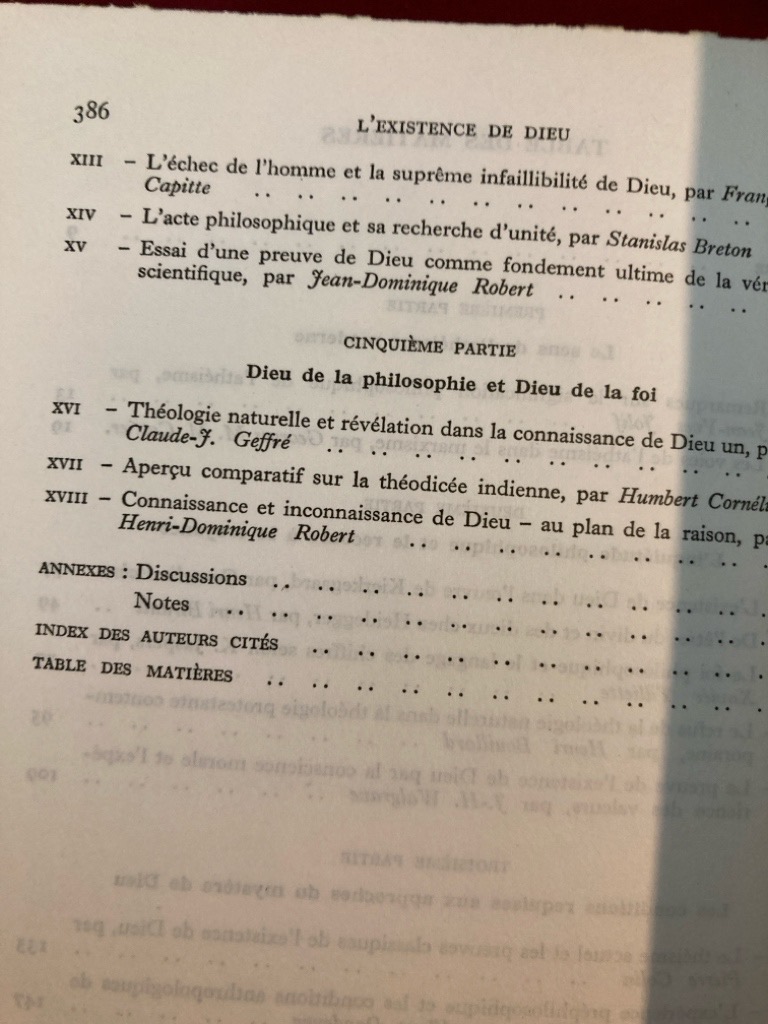 386
L'EXISTENCE DE DIEU
XIII – L'échec de l'homme et la suprême infaillibilité de Dieu, par
Capitte .. .. .. .. .. .. .. .. .. .. ..
XIV – L'acte philosophique et sa recherche d'unité, par Stanislas Breton
XV – Essai d'une preuve de Dieu comme fondement ultime de la
scientifique, par Jean-Dominique Robert .. .. .. .. ..
CINQUIÈME PARTIE
Dieu de la philosophie et Dieu de la foi
XVI – Théologie naturelle et révélation dans la connaissance de Dieu un,
Claude-J. Geffré .. .. .. .. .. .. .. .. .. ..
XVII – Aperçu comparatif sur la théodicée indienne, par Humbert
XVIII – Connaissance et inconnaissance de Dieu – au plan de la raison,
Henri-Dominique Robert .. .. .. .. .. .. .. ..
ANNEXES : Discussions .. .. .. .. .. .. .. .. .. .. ..
Notes .. .. .. .. .. .. .. .. .. .. .. ..
INDEX DES AUTEURS CITÉS .. .. .. .. .. .. .. .. .. ..
TABLE DES MATIÈRES .. .. .. .. .. .. .. .. .. .. ..